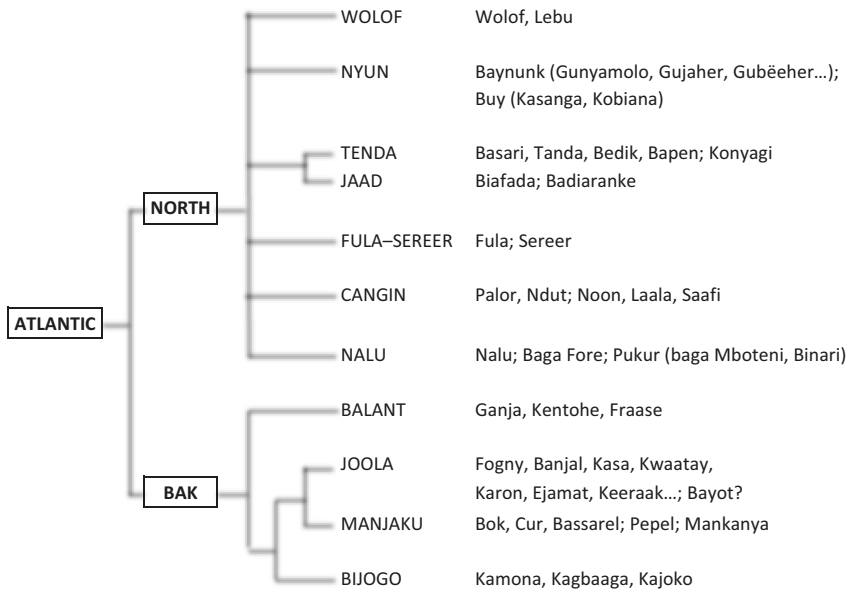 WOLOF Wolof, Lebu
NYUN Baynunk (Gunyamolo, Gujaher, Gubëeher...);
Buy (Kasanga, Kobiana)
TENDA Basari, Tanda, Bedik, Bapen; Konyagi
JAAD Biafada; Badiaranke
NORTH
FULA–SEREER Fula; Sereer
CANGIN Palor, Ndut; Noon, Laala, Saafi
ATLANTIC
NALU Nalu; Baga Fore; Pukur (baga Mboteni, Binari)
BALANT Ganja, Kentohe, Fraase
JOOLA Fogny, Banjal, Kasa, Kwaatay,
Karon, Ejamat, Keeraak...; Bayot?
BAK
MANJAKU Bok, Cur, Bassarel; Pepel; Mankanya
BIJOGO Kamona, Kagbaaga, Kajoko